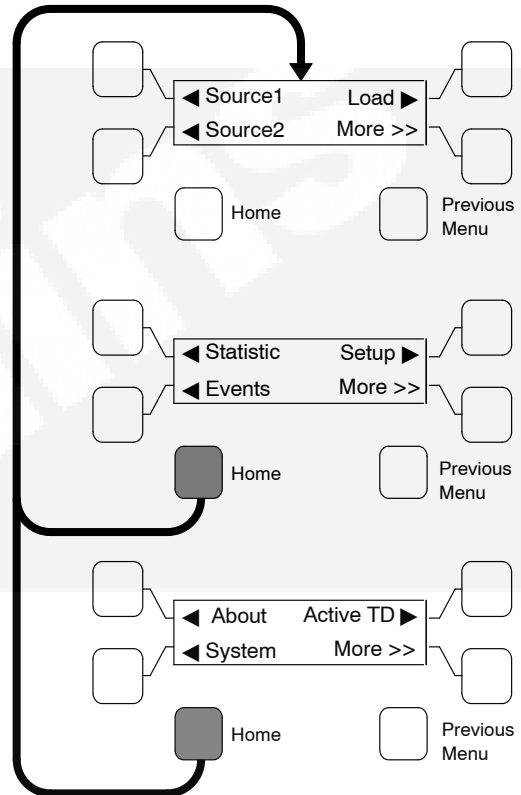 ◀ Source1 Load ▶
◀ Source2 More >>
Home Previous
Menu
◀ Statistic Setup ▶
◀ Events More >>
Home Previous
Menu
◀ About Active TD ▶
◀ System More >>
Home Previous
Menu